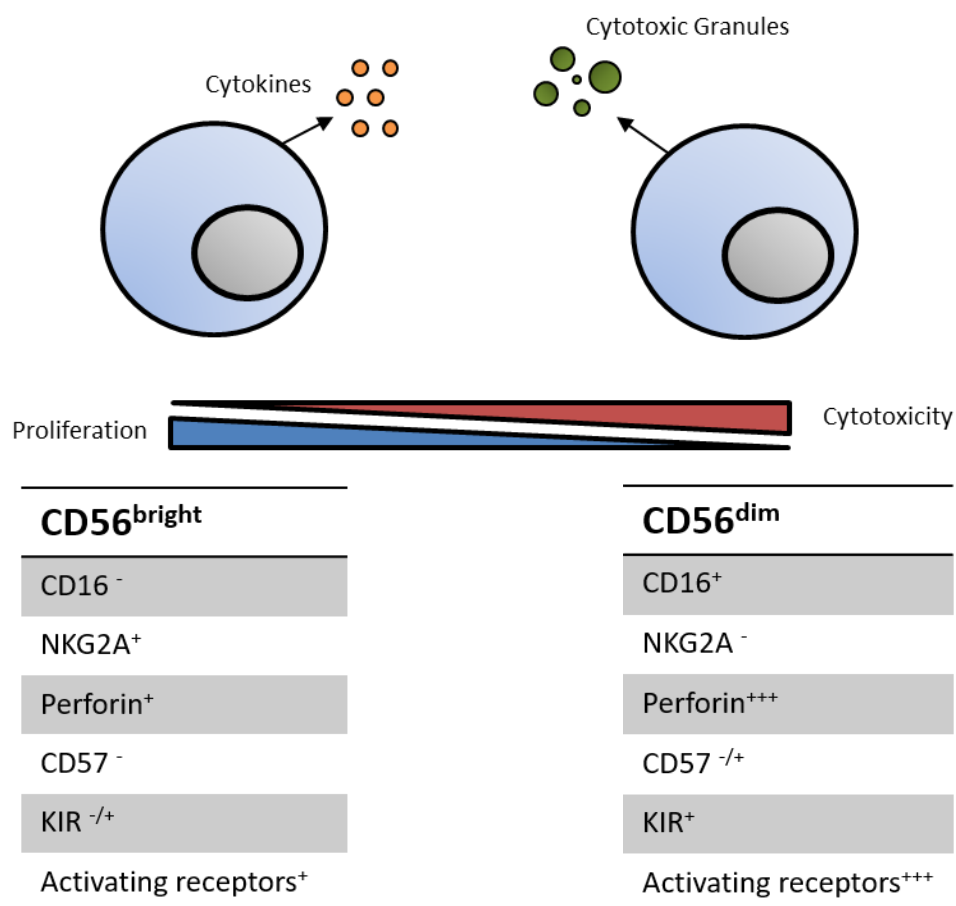 Cytotoxic Granules
Cytokines
Proliferation
Cytotoxicity
CD56bright
CD16 -
NKG2A+
Perforin+
CD57 -
KIR -/+
Activating receptors+
CD56dim
CD16+
NKG2A -
Perforin+++
CD57 -/+
KIR+
Activating receptors+++